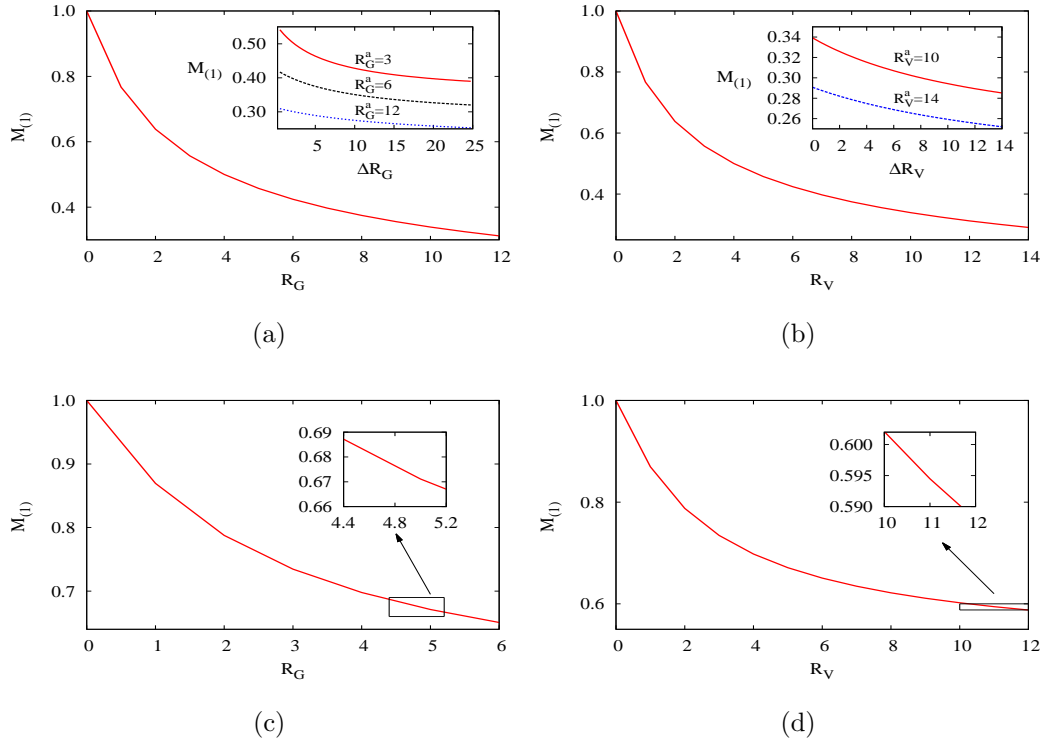 1.0
0.8
0.6
0.4
M(1)
0 2 4 6 8 10 12
R_G
0.50
0.40
0.30
M(1)
R_G^a=3
R_G^a=6
R_G^a=12
5 10 15 20 25
ΔR_G
(a)
1.0
0.8
0.6
0.4
M(1)
0 2 4 6 8 10 12 14
R_V
0.34
0.32
0.30
0.28
0.26
M(1)
R_V^a=10
R_V^a=14
0 2 4 6 8 10 12 14
ΔR_V
(b)
1.0
0.9
0.8
0.7
M(1)
0 1 2 3 4 5 6
R_G
0.69
0.68
0.67
0.66
4.4 4.8 5.2
(c)
1.0
0.8
0.6
M(1)
0 2 4 6 8 10 12
R_V
0.600
0.595
0.590
10 11 12
(d)